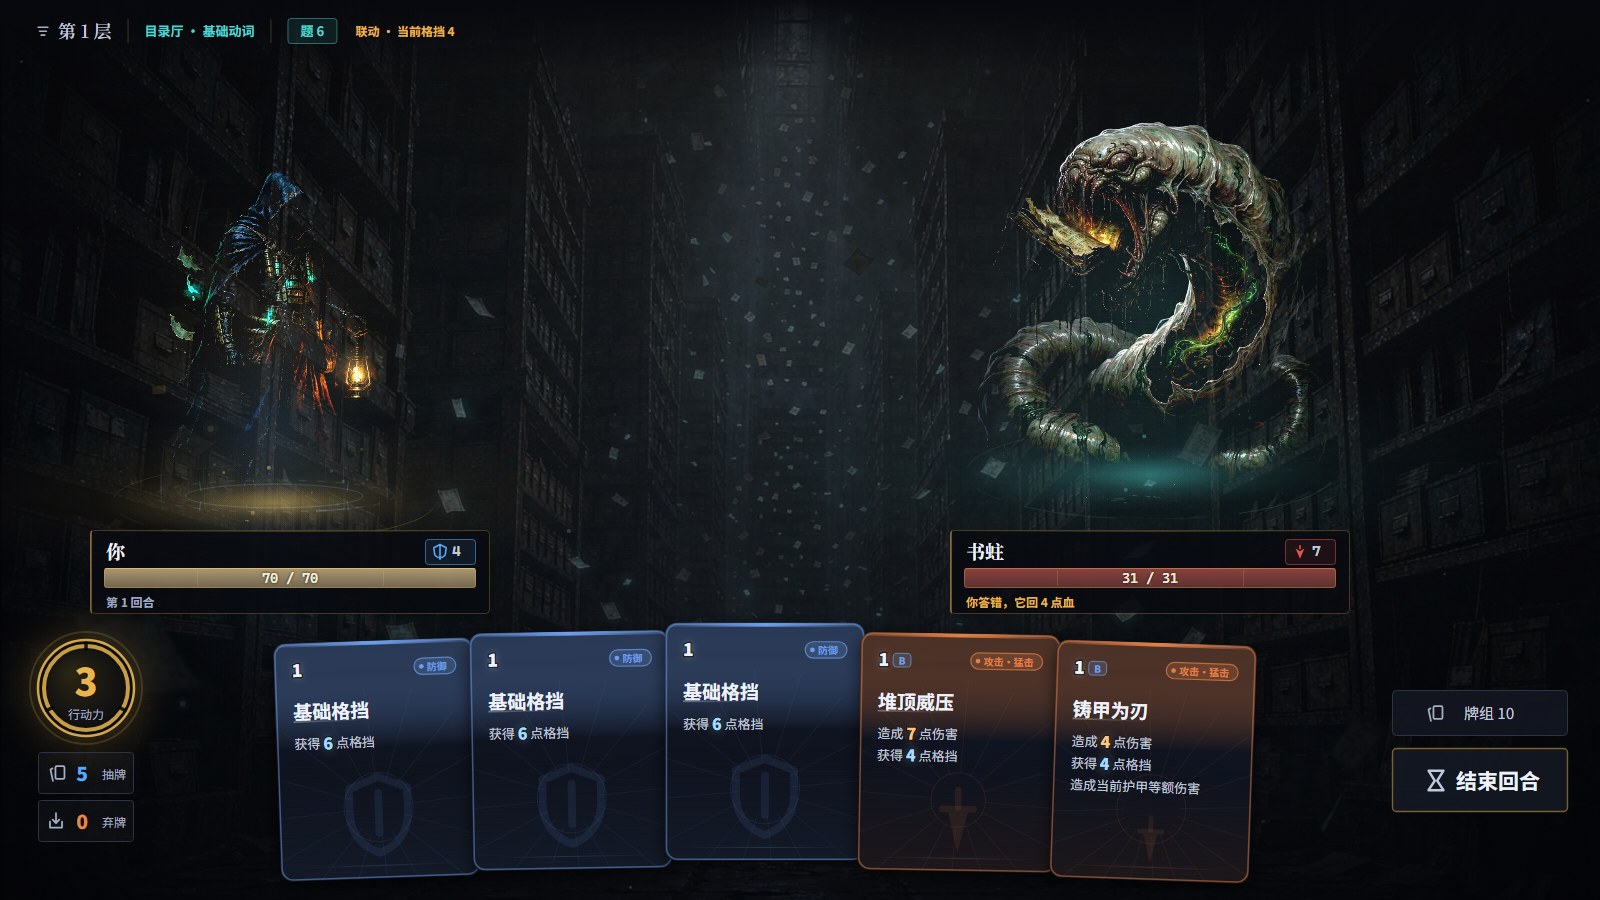 第1层 目录厅·基础动词 题6 联动·当前格挡4
你 4
70 / 70
第1回合
书蛀 7
31 / 31
你答错，它回4点血
3
行动力
5 抽牌
0 弃牌
1 防御
基础格挡
获得6点格挡
1 防御
基础格挡
获得6点格挡
1 防御
基础格挡
获得6点格挡
1 B 攻击·猛击
堆顶威压
造成7点伤害
获得4点格挡
1 B 攻击·猛击
铸甲为刃
造成4点伤害
获得4点格挡
造成当前护甲等额伤害
牌组 10
结束回合